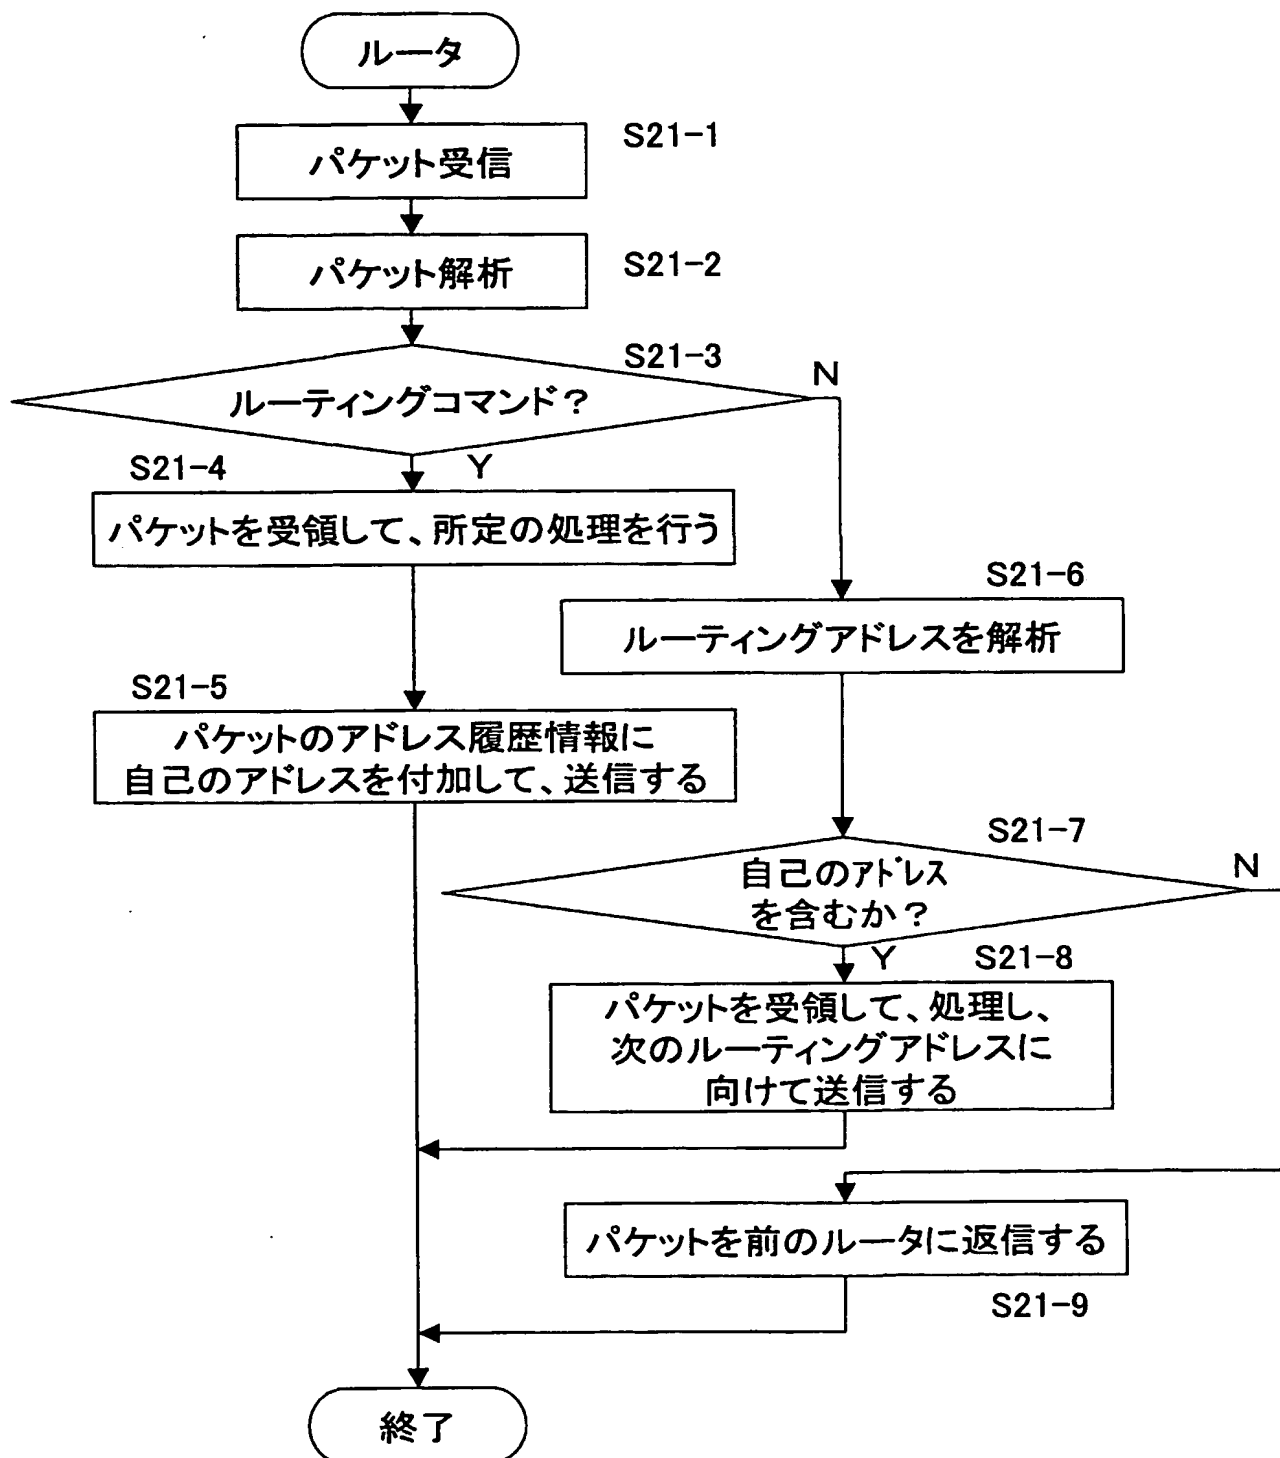 ルータ
パケット受信
S21-1
パケット解析
S21-2
S21-3
ルーティングコマンド？
N
Y
S21-4
パケットを受領して、所定の処理を行う
S21-6
ルーティングアドレスを解析
S21-5
パケットのアドレス履歴情報に
自己のアドレスを付加して、送信する
S21-7
自己のｱﾄﾞﾚｽ
を含むか？
N
Y
S21-8
パケットを受領して、処理し、
次のルーティングアドレスに
向けて送信する
パケットを前のルータに返信する
S21-9
終了